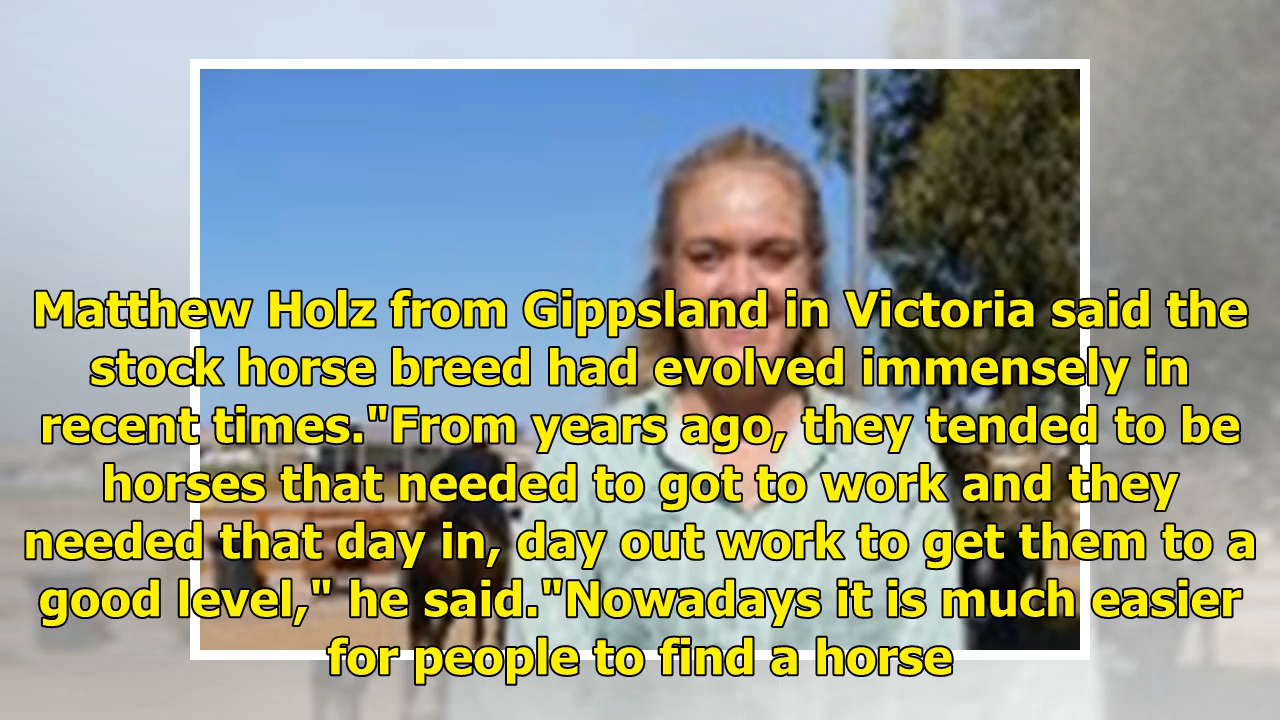 Matthew Holz from Gippsland in Victoria said the
stock horse breed had evolved immensely in
recent times."From years ago, they tended to be
horses that needed to got to work and they
needed that day in, day out work to get them to a
good level," he said."Nowadays it is much easier
for people to find a horse